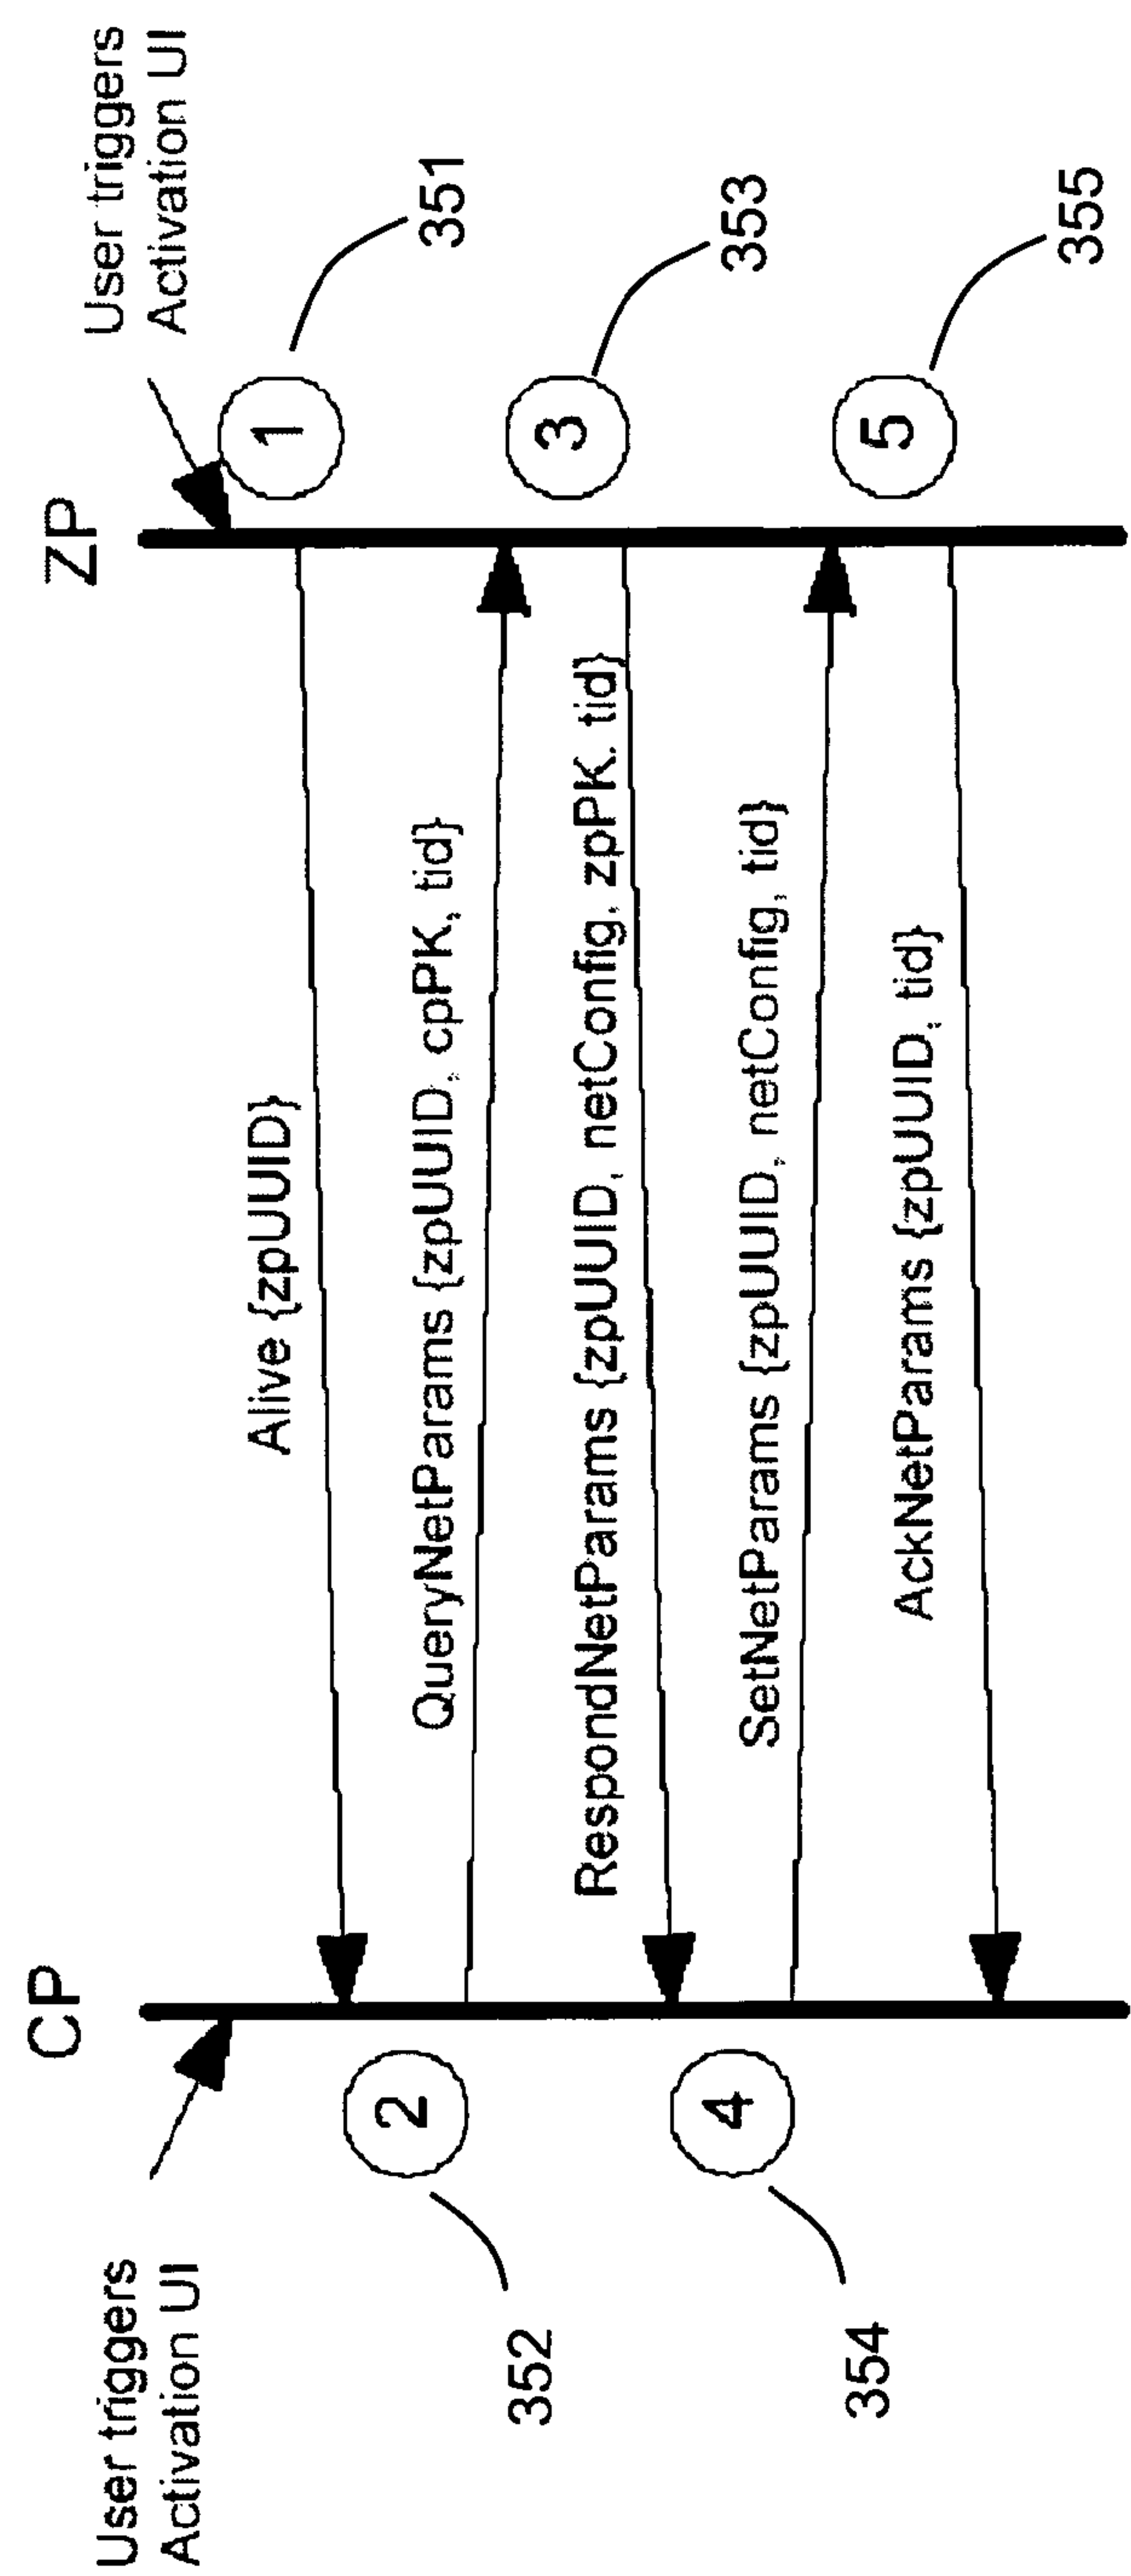 User triggers
Activation UI
CP
ZP
User triggers
Activation UI
Alive {zpUUID}
1
351
2
352
QueryNetParams {zpUUID, cpPK, tid}
3
353
RespondNetParams {zpUUID, netConfig, zpPK. tid}
4
354
SetNetParams {zpUUID, netConfig, tid}
5
355
AckNetParams {zpUUID, tid}